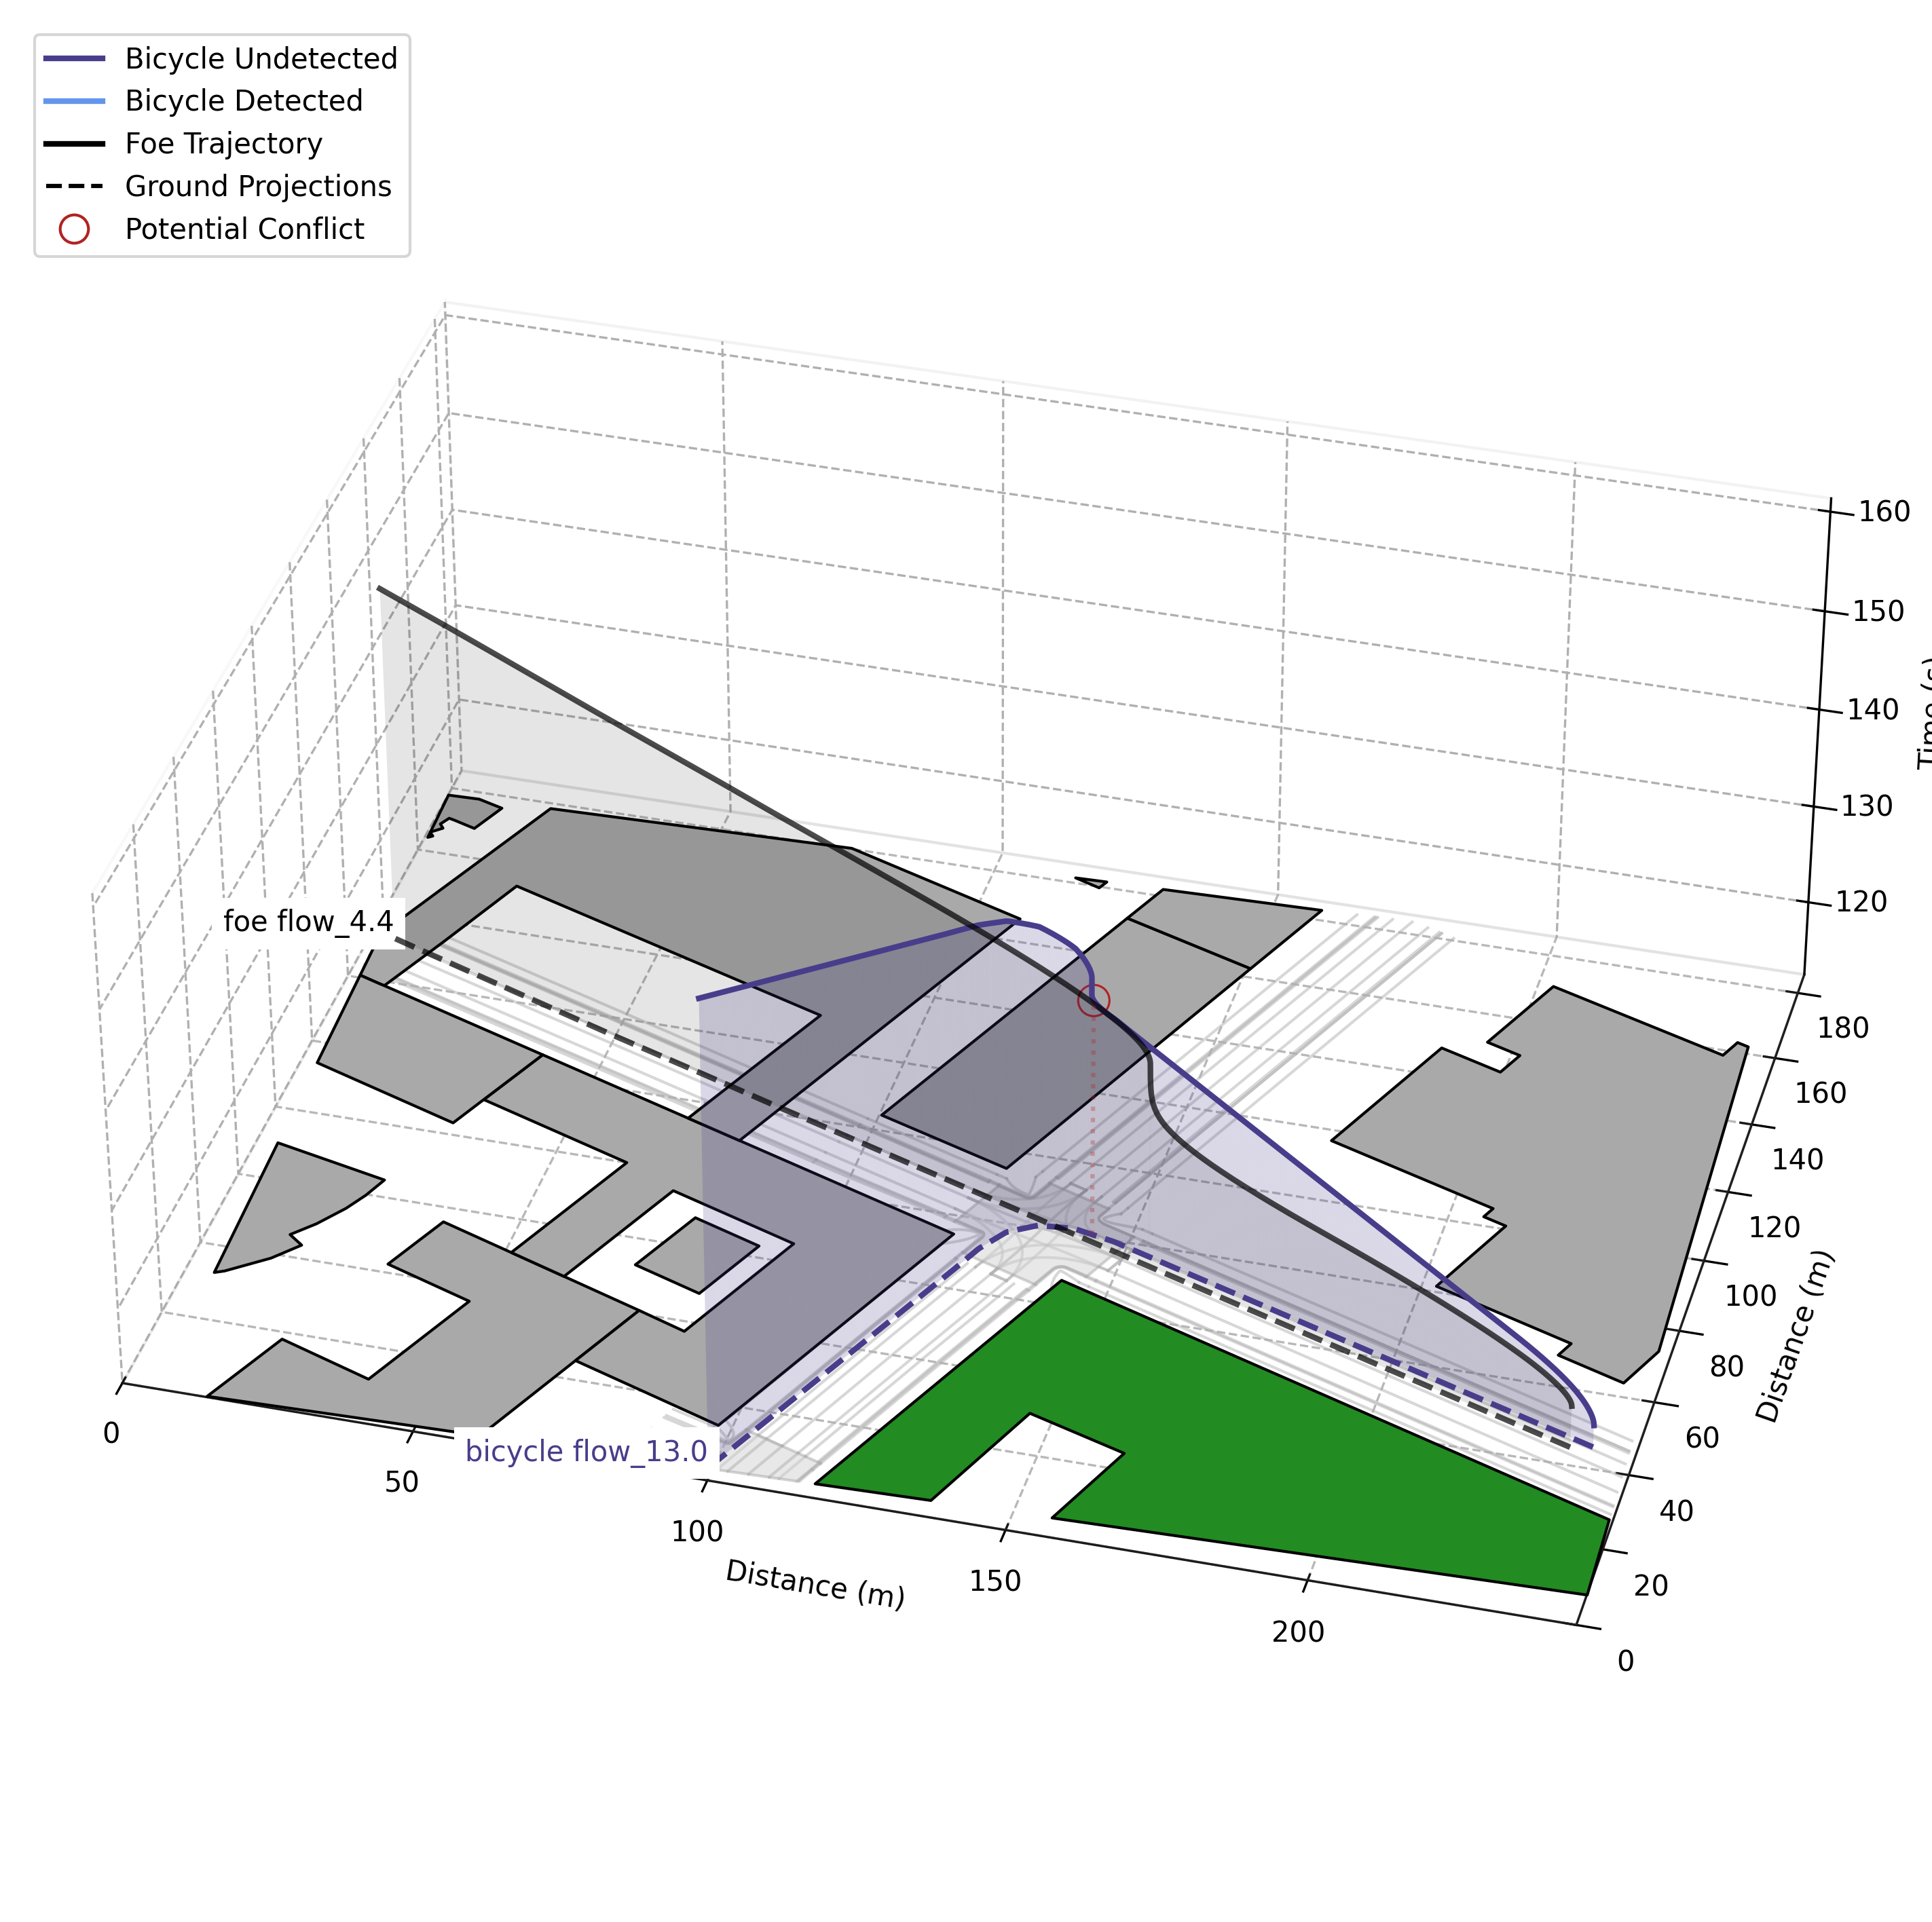 Bicycle Undetected
Bicycle Detected
Foe Trajectory
Ground Projections
Potential Conflict
160
150
140
130
120
180
160
140
120
100
80
60
40
20
0
Distance (m)
foe flow_4.4
bicycle flow_13.0
0
50
100
150
200
Distance (m)